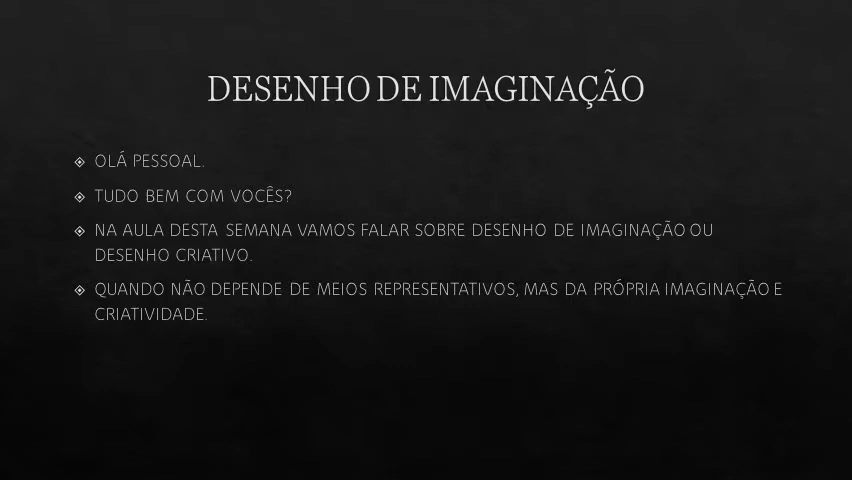 DESENHO DE IMAGINAÇÃO
OLÁ PESSOAL.
TUDO BEM COM VOCÊS?
NA AULA DESTA SEMANA VAMOS FALAR SOBRE DESENHO DE IMAGINAÇÃO OU
DESENHO CRIATIVO.
QUANDO NÃO DEPENDE DE MEIOS REPRESENTATIVOS, MAS DA PRÓPRIA IMAGINAÇÃO E
CRIATIVIDADE.